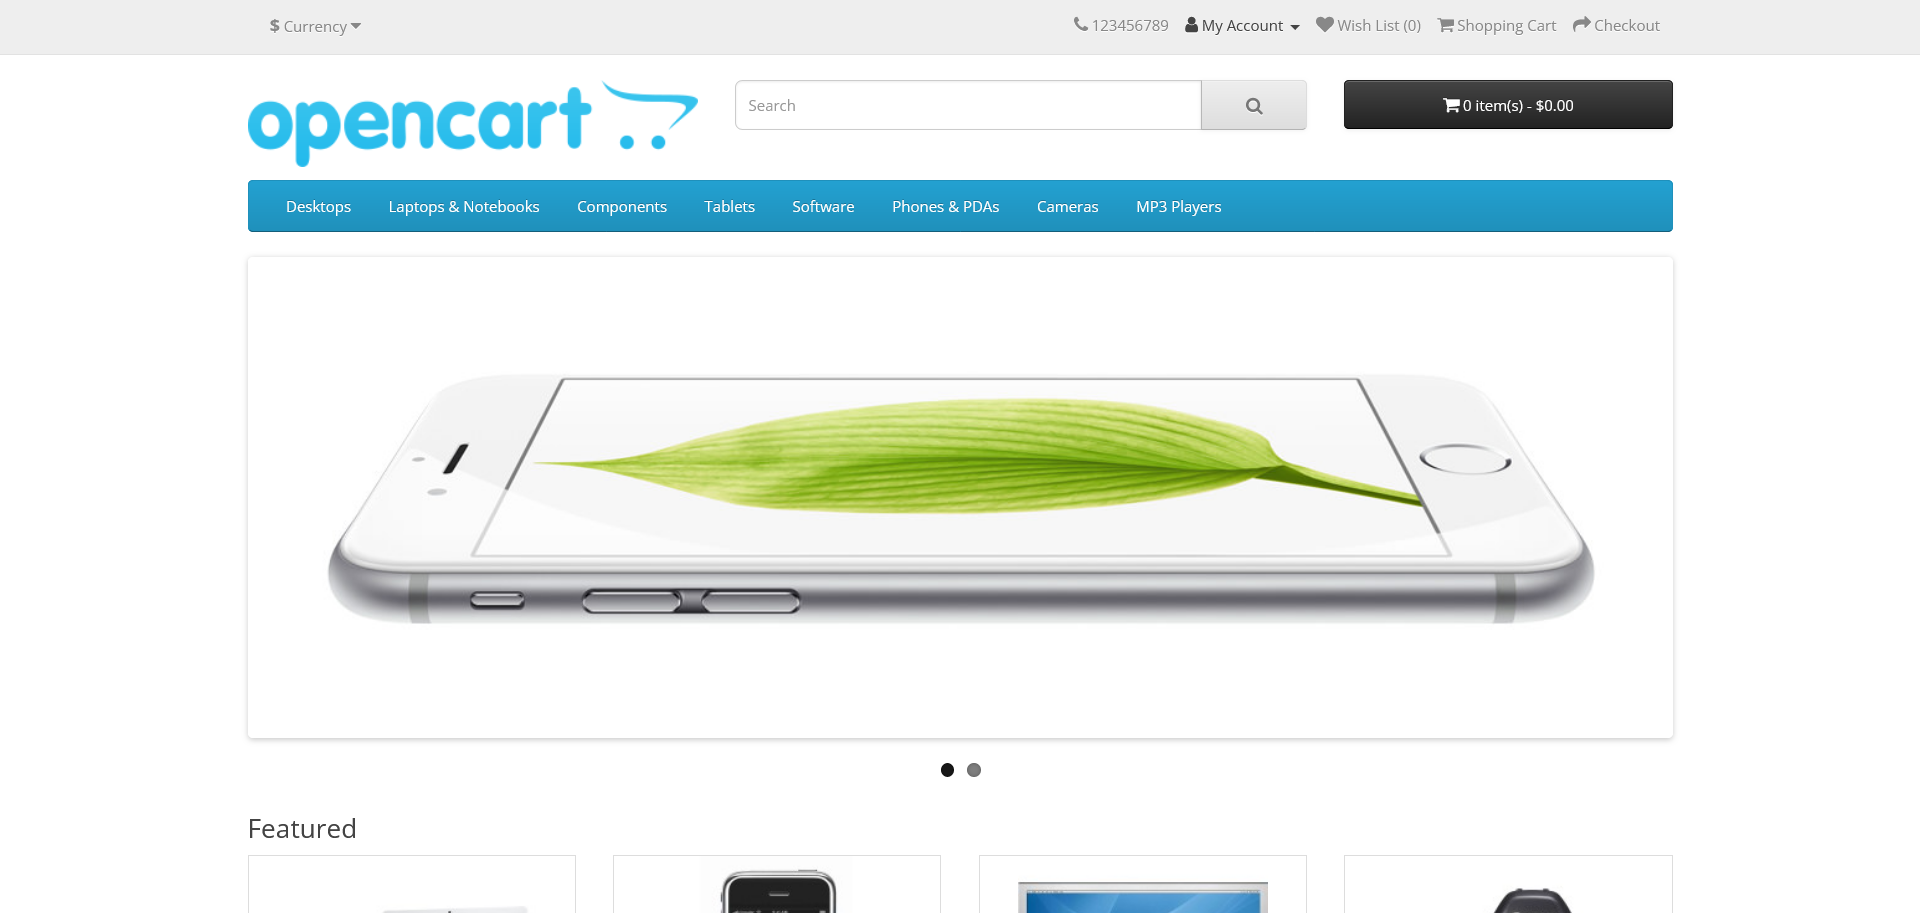 $ Currency
123456789
My Account
Wish List (0)
Shopping Cart
Checkout
opencart
Search
0 item(s) - $0.00
Desktops
Laptops & Notebooks
Components
Tablets
Software
Phones & PDAs
Cameras
MP3 Players
Featured